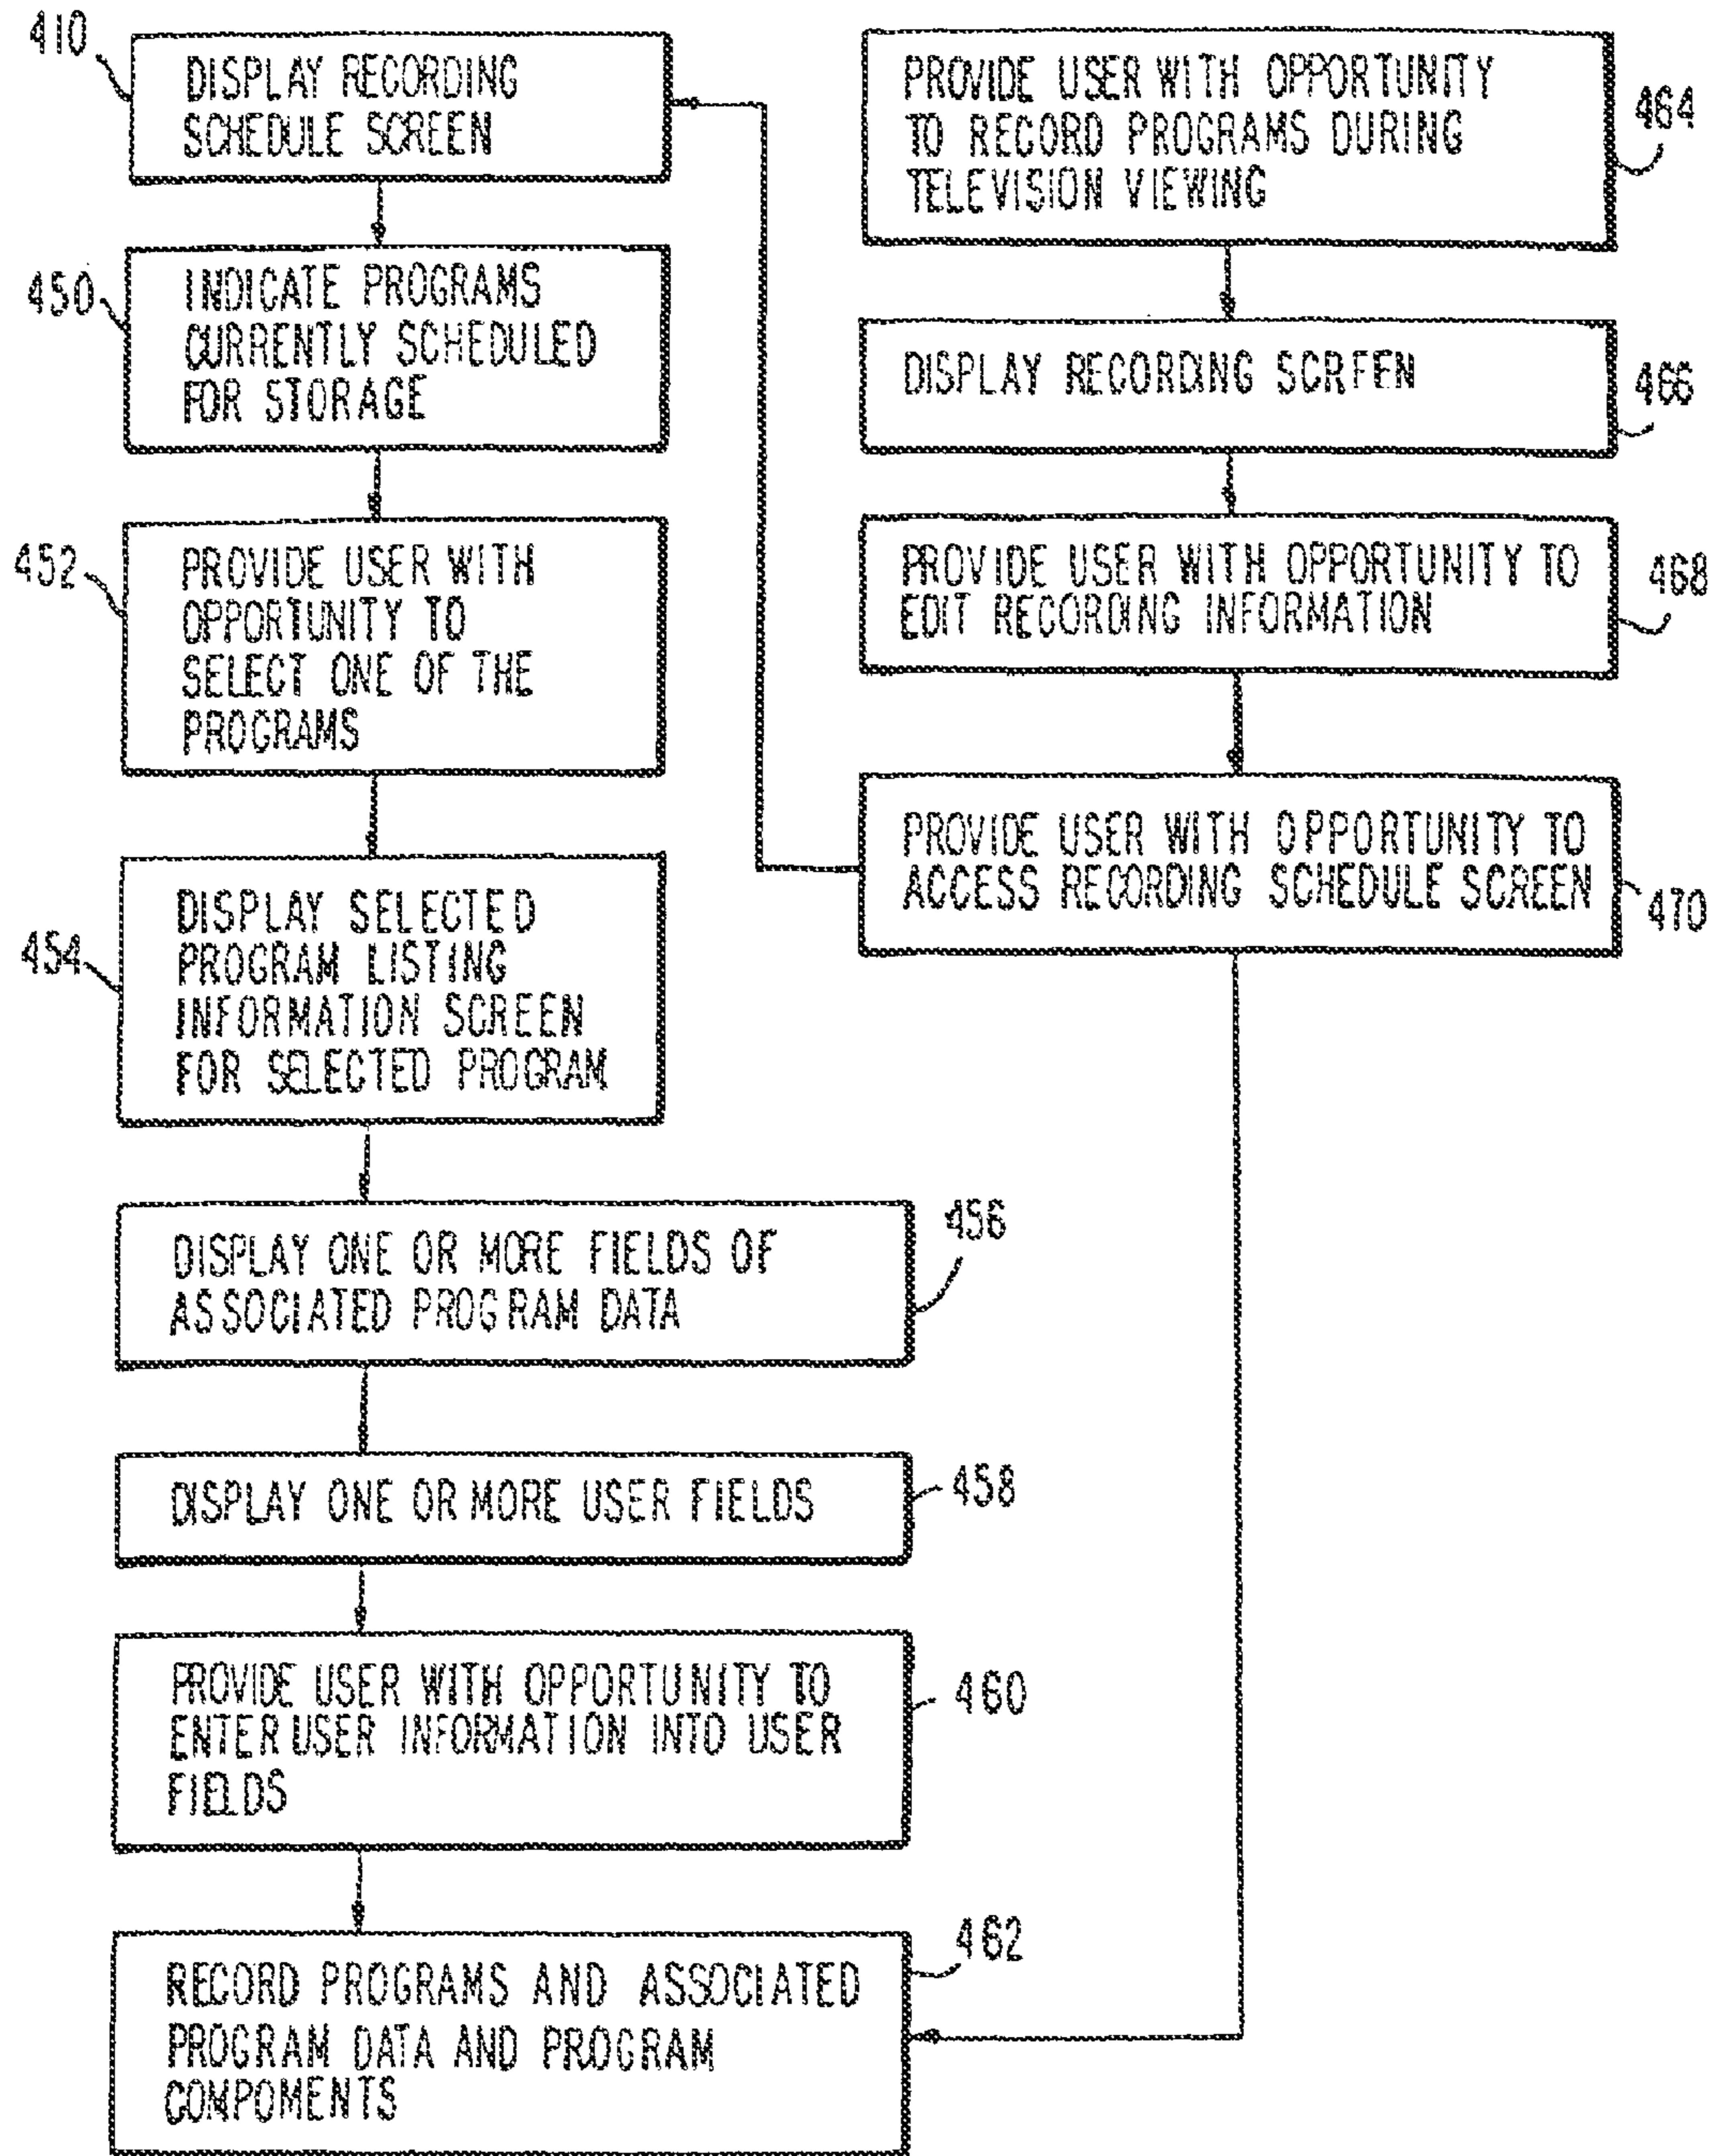 410
DISPLAY RECORDING
SCHEDULE SCREEN
450
INDICATE PROGRAMS
CURRENTLY SCHEDULED
FOR STORAGE
452
PROVIDE USER WITH
OPPORTUNITY TO
SELECT ONE OF THE
PROGRAMS
454
DISPLAY SELECTED
PROGRAM LISTING
INFORMATION SCREEN
FOR SELECTED PROGRAM
456
DISPLAY ONE OR MORE FIELDS OF
ASSOCIATED PROGRAM DATA
458
DISPLAY ONE OR MORE USER FIELDS
460
PROVIDE USER WITH OPPORTUNITY TO
ENTER USER INFORMATION INTO USER
FIELDS
462
RECORD PROGRAMS AND ASSOCIATED
PROGRAM DATA AND PROGRAM
COMPOMENTS
464
PROVIDE USER WITH OPPORTUNITY
TO RECORD PROGRAMS DURING
TELEVISION VIEWING
466
DISPLAY RECORDING SCREEN
468
PROVIDE USER WITH OPPORTUNITY TO
EDIT RECORDING INFORMATION
470
PROVIDE USER WITH OPPORTUNITY TO
ACCESS RECORDING SCHEDULE SCREEN